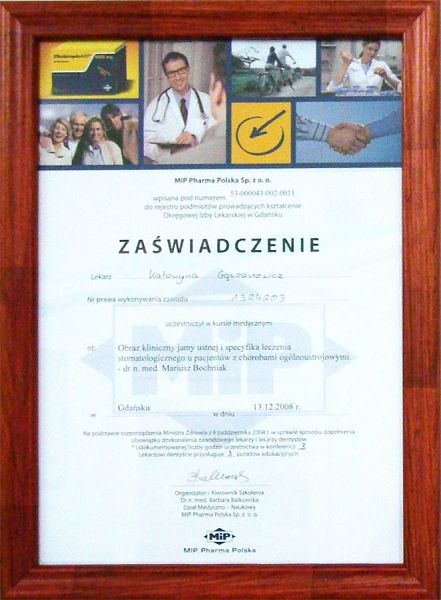 MIP Pharma Polska Sp. z o. o.
wpisana pod numerem 53-000043-002-0011
do rejestru podmiotów prowadzących kształcenie
Okręgowej Izby Lekarskiej w Gdańsku
ZAŚWIADCZENIE
Lekarz Katarzyna
Nr prawa wykonywania zawodu 1324203
uczestniczył w kursie medycznym
nt: Obraz kliniczny jamy ustnej i specyfika leczenia
stomatologicznego u pacjentów z chorobami ogólnoustrojowymi.
- dr n. med. Mariusz Bochniak
w Gdańsku w dniu 13.12.2008 r.
Na podstawie rozporządzenia Ministra Zdrowia z 6 października 2004 r. w sprawie sposobu dopełnienia
obowiązku doskonalenia zawodowego lekarzy i lekarzy dentystów
* Udokumentowanej liczby godzin uczestnictwa w konferencji 3
Lekarzowi dentyście przysługuje 3 punktów edukacyjnych
Organizator / Kierownik Szkolenia
Dr n. med. Barbara Balkowska
Dział Medyczno - Naukowy
MIP Pharma Polska Sp. z o. o.
MIP
MIP Pharma Polska